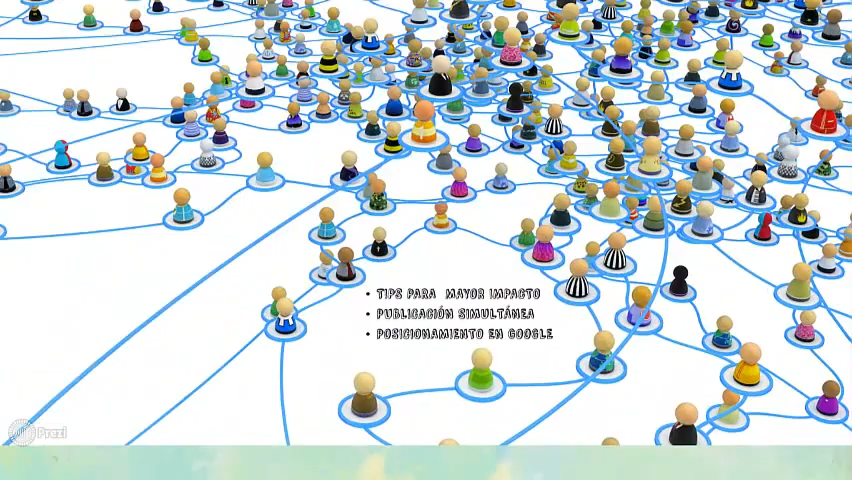 • TIPS PARA MAYOR IMPACTO
• PUBLICACIÓN SIMULTÁNEA
• POSICIONAMIENTO EN GOOGLE
Prezi